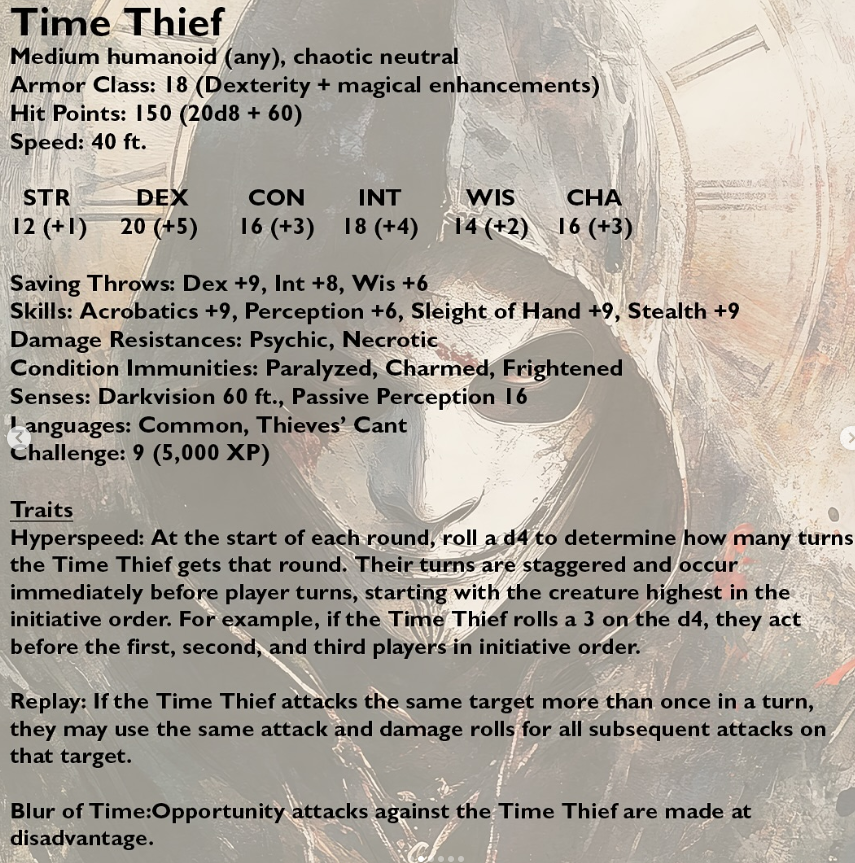 Time Thief
Medium humanoid (any), chaotic neutral
Armor Class: 18 (Dexterity + magical enhancements)
Hit Points: 150 (20d8 + 60)
Speed: 40 ft.
STR DEX CON INT WIS CHA
12 (+1) 20 (+5) 16 (+3) 18 (+4) 14 (+2) 16 (+3)
Saving Throws: Dex +9, Int +8, Wis +6
Skills: Acrobatics +9, Perception +6, Sleight of Hand +9, Stealth +9
Damage Resistances: Psychic, Necrotic
Condition Immunities: Paralyzed, Charmed, Frightened
Senses: Darkvision 60 ft., Passive Perception 16
Languages: Common, Thieves’ Cant
Challenge: 9 (5,000 XP)
Traits
Hyperspeed: At the start of each round, roll a d4 to determine how many turns
the Time Thief gets that round. Their turns are staggered and occur
immediately before player turns, starting with the creature highest in the
initiative order. For example, if the Time Thief rolls a 3 on the d4, they act
before the first, second, and third players in initiative order.
Replay: If the Time Thief attacks the same target more than once in a turn,
they may use the same attack and damage rolls for all subsequent attacks on
that target.
Blur of Time:Opportunity attacks against the Time Thief are made at
disadvantage.